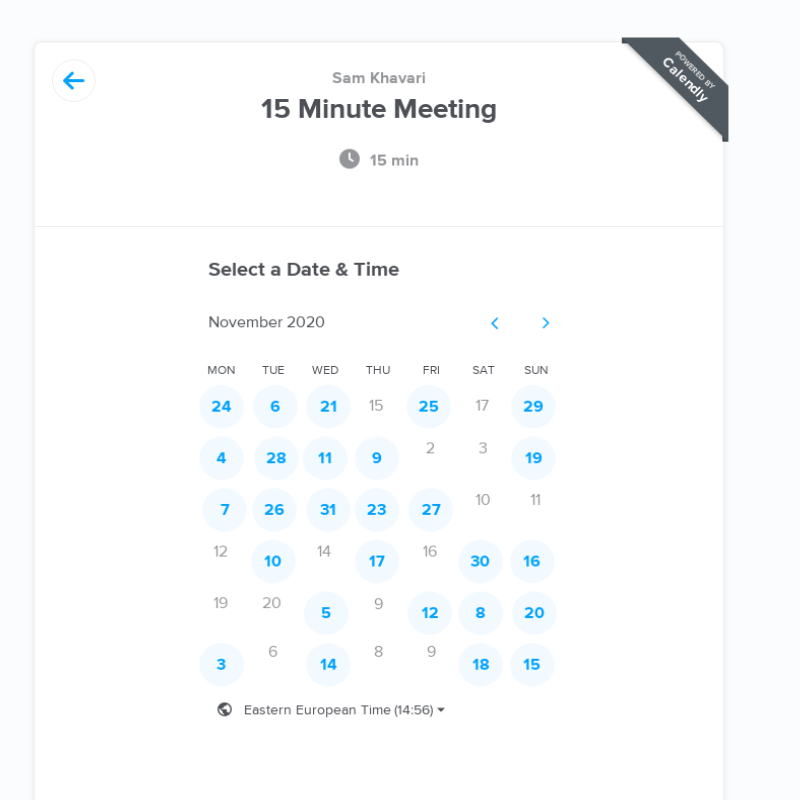 POWERED BY
Calendly
Sam Khavari
15 Minute Meeting
15 min
Select a Date & Time
November 2020
MON TUE WED THU FRI SAT SUN
24 6 21 15 25 17 29
4 28 11 9 2 3 19
7 26 31 23 27 10 11
12 10 14 17 16 30 16
19 20 5 9 12 8 20
3 6 14 8 9 18 15
Eastern European Time (14:56)